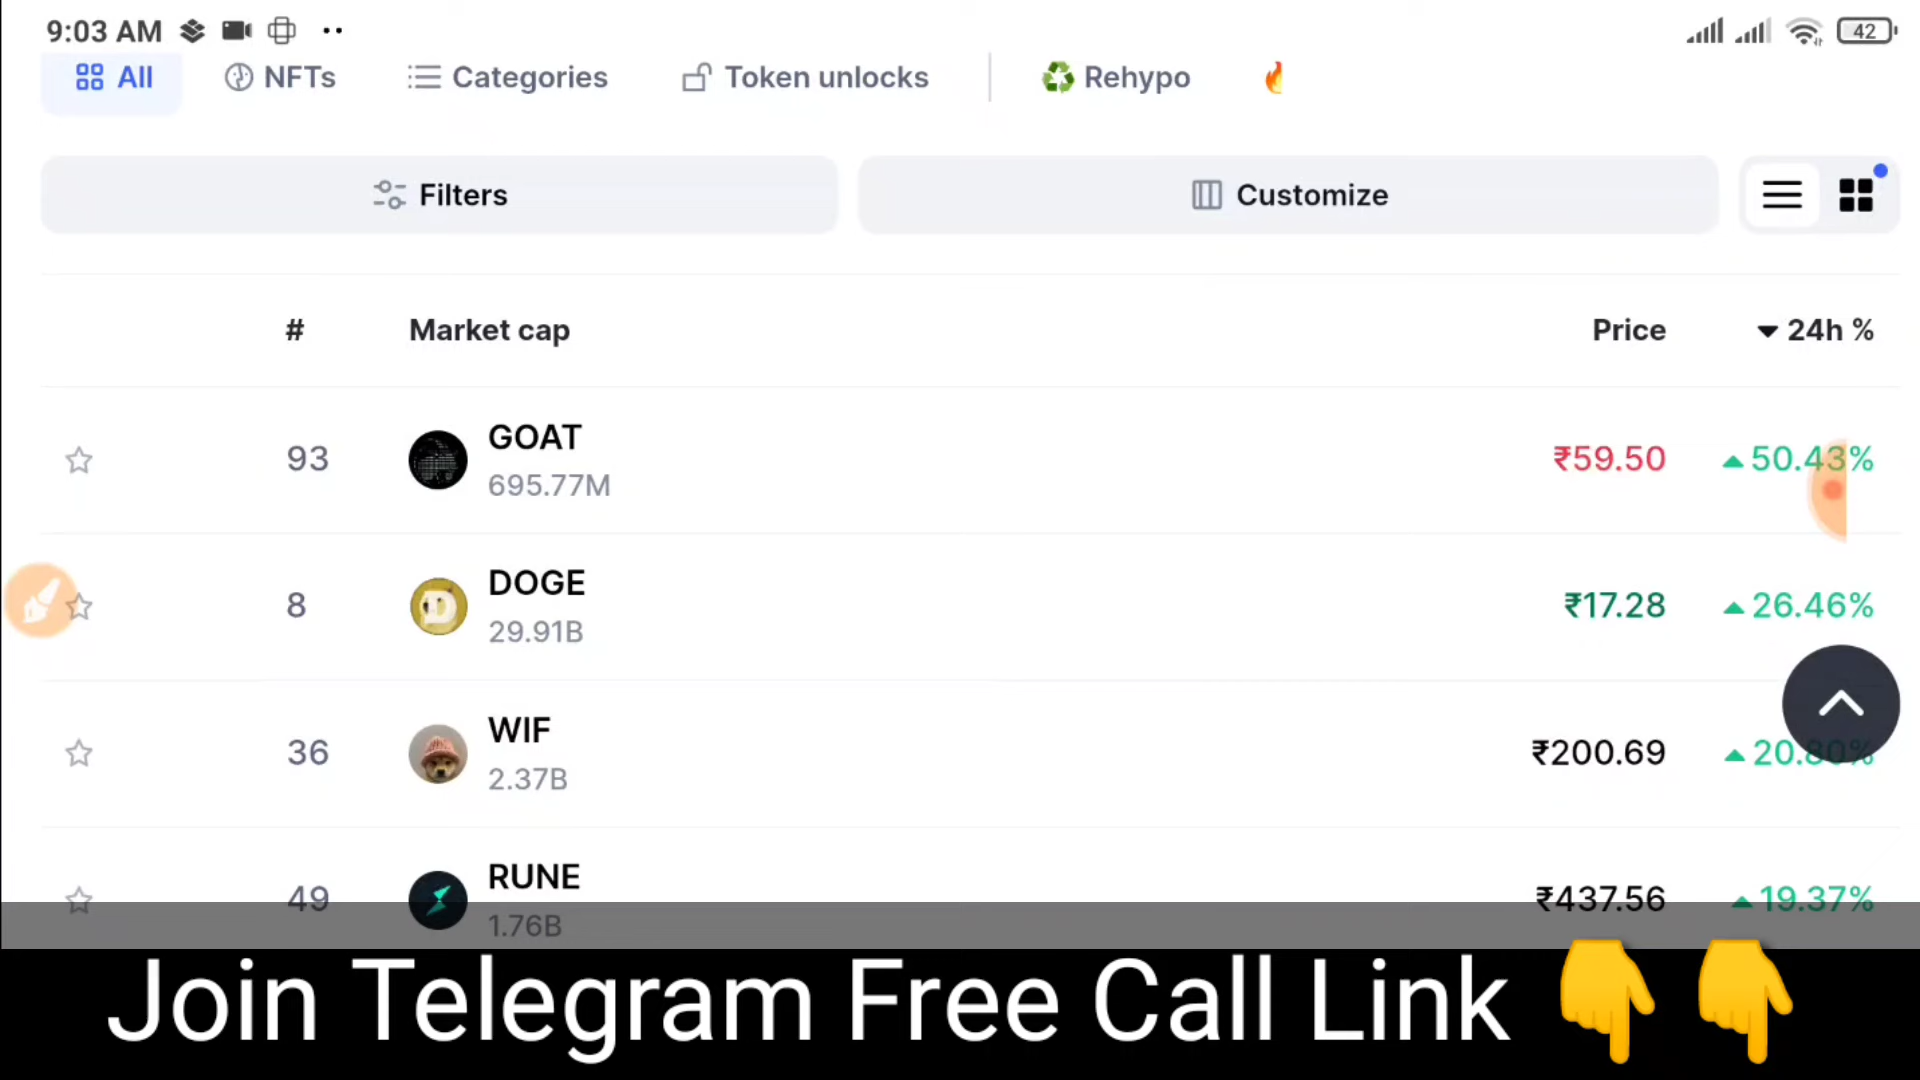 9:03 AM
42
All
NFTs
Categories
Token unlocks
Rehypo
Filters
Customize
#
Market cap
Price
24h %
93
GOAT
695.77M
₹59.50
50.43%
8
DOGE
29.91B
₹17.28
26.46%
36
WIF
2.37B
₹200.69
20.80%
49
RUNE
1.76B
₹437.56
19.37%
Join Telegram Free Call Link